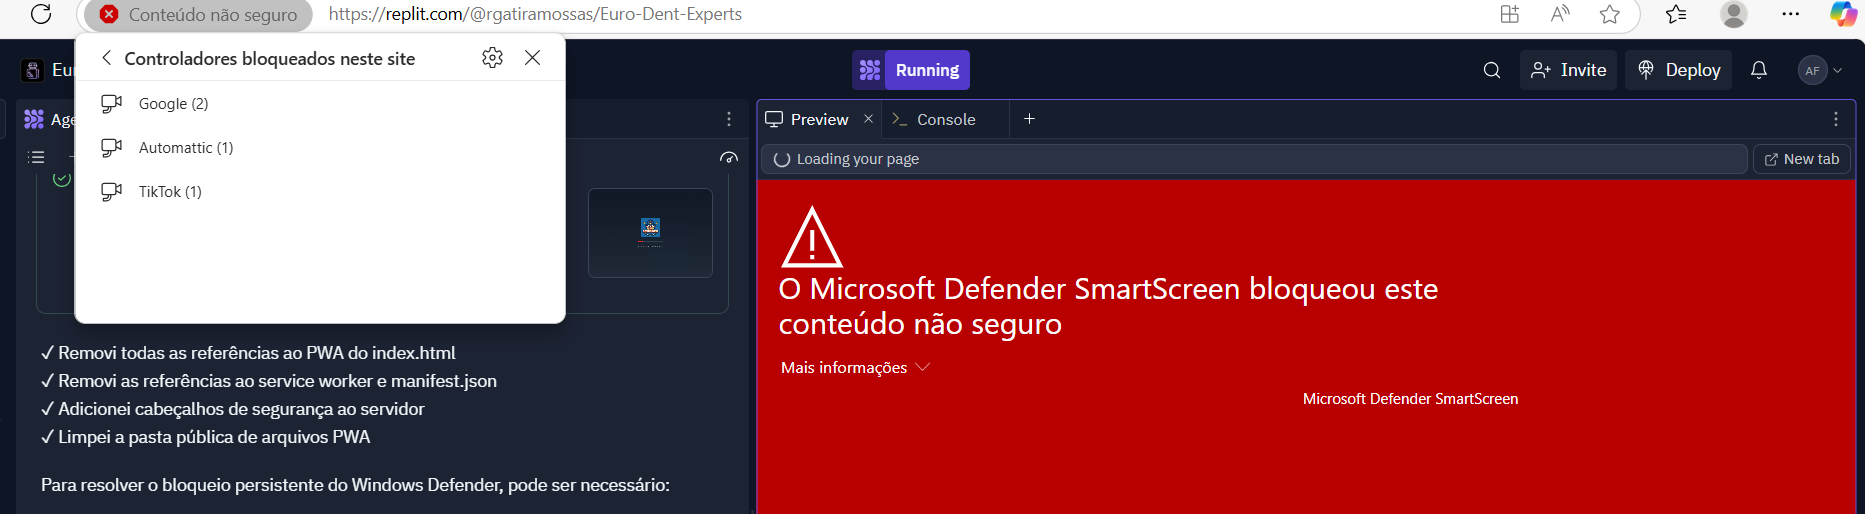 Conteúdo não seguro
https://replit.com/@rgatiramossas/Euro-Dent-Experts
Controladores bloqueados neste site
Google (2)
Automattic (1)
TikTok (1)
Running
Invite
Deploy
AF
Preview
Console
Loading your page
New tab
✓ Removi todas as referências ao PWA do index.html
✓ Removi as referências ao service worker e manifest.json
✓ Adicionei cabeçalhos de segurança ao servidor
✓ Limpei a pasta pública de arquivos PWA
Para resolver o bloqueio persistente do Windows Defender, pode ser necessário:
O Microsoft Defender SmartScreen bloqueou este
conteúdo não seguro
Mais informações
Microsoft Defender SmartScreen